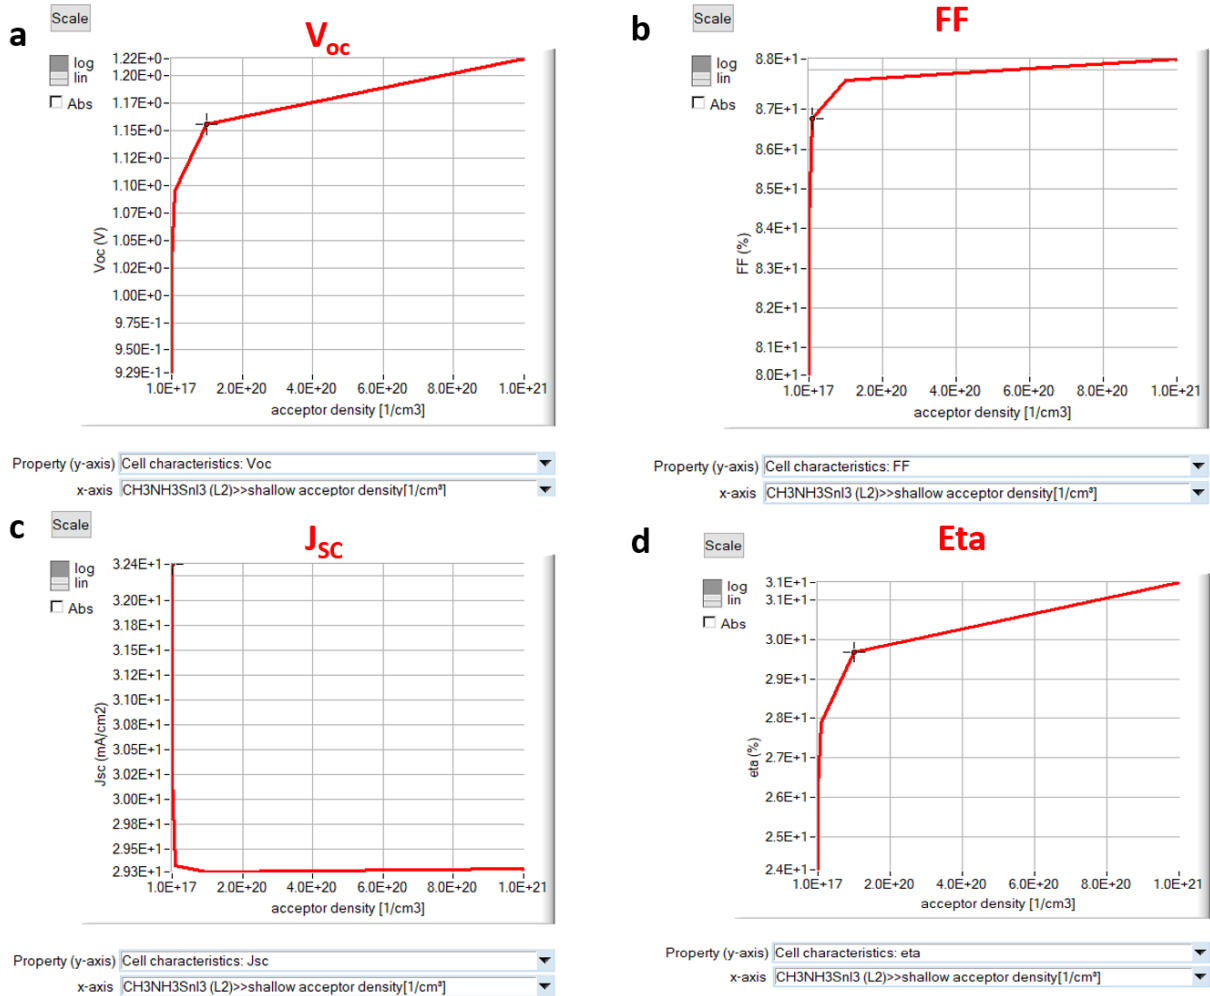 a
Scale
Voc
log
lin
Abs
1.22E+0
1.20E+0
1.17E+0
1.15E+0
1.12E+0
1.10E+0
1.07E+0
1.05E+0
1.02E+0
1.00E+0
9.75E-1
9.50E-1
9.29E-1
Voc (V)
1.0E+17 2.0E+20 4.0E+20 6.0E+20 8.0E+20 1.0E+21
acceptor density [1/cm3]
Property (y-axis) Cell characteristics: Voc
x-axis CH3NH3SnI3 (L2)>>shallow acceptor density[1/cm³]
b
Scale
FF
log
lin
Abs
8.8E+1
8.7E+1
8.6E+1
8.5E+1
8.4E+1
8.3E+1
8.2E+1
8.1E+1
8.0E+1
FF (%)
1.0E+17 2.0E+20 4.0E+20 6.0E+20 8.0E+20 1.0E+21
acceptor density [1/cm3]
Property (y-axis) Cell characteristics: FF
x-axis CH3NH3SnI3 (L2)>>shallow acceptor density[1/cm³]
c
Scale
JSC
log
lin
Abs
3.24E+1
3.20E+1
3.18E+1
3.15E+1
3.13E+1
3.10E+1
3.08E+1
3.05E+1
3.02E+1
3.00E+1
2.98E+1
2.95E+1
2.93E+1
Jsc (mA/cm2)
1.0E+17 2.0E+20 4.0E+20 6.0E+20 8.0E+20 1.0E+21
acceptor density [1/cm3]
Property (y-axis) Cell characteristics: Jsc
x-axis CH3NH3SnI3 (L2)>>shallow acceptor density[1/cm³]
d
Scale
Eta
log
lin
Abs
3.1E+1
3.1E+1
3.0E+1
2.9E+1
2.8E+1
2.7E+1
2.6E+1
2.5E+1
2.4E+1
eta (%)
1.0E+17 2.0E+20 4.0E+20 6.0E+20 8.0E+20 1.0E+21
acceptor density [1/cm3]
Property (y-axis) Cell characteristics: eta
x-axis CH3NH3SnI3 (L2)>>shallow acceptor density[1/cm³]